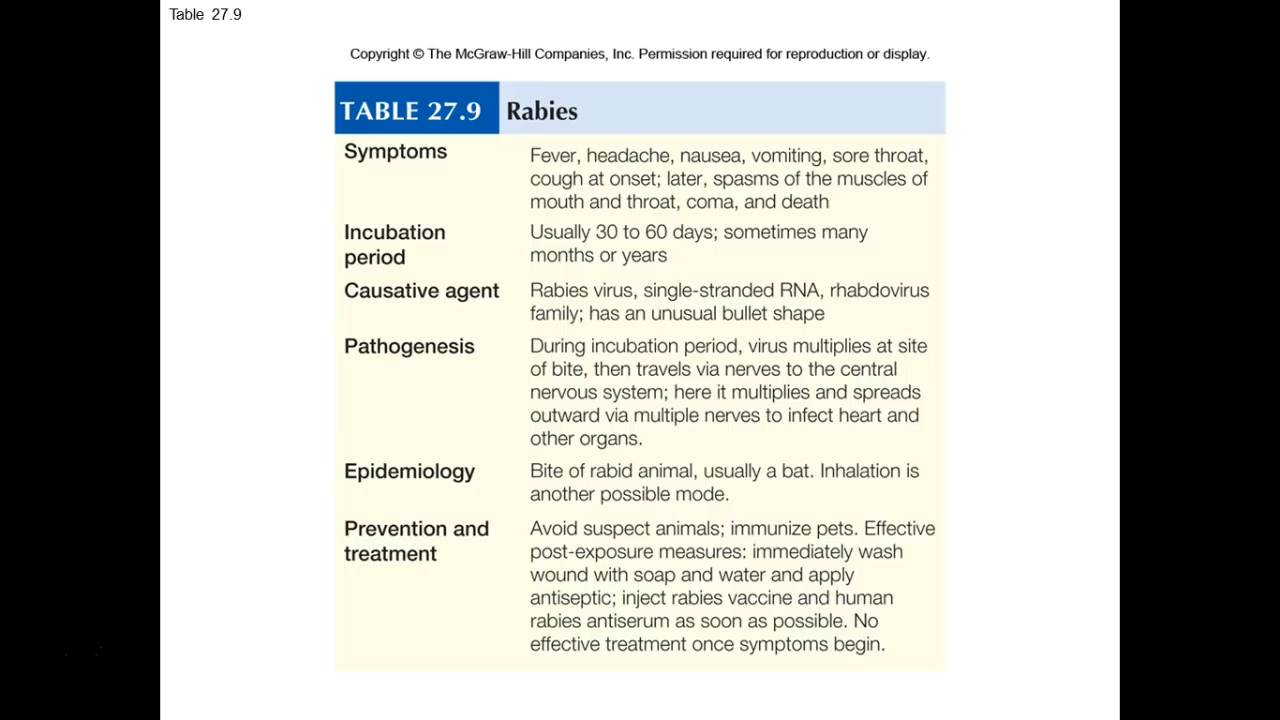 Table 27.9
Copyright © The McGraw-Hill Companies, Inc. Permission required for reproduction or display.
TABLE 27.9 Rabies
Symptoms
Fever, headache, nausea, vomiting, sore throat,
cough at onset; later, spasms of the muscles of
mouth and throat, coma, and death
Incubation
period
Usually 30 to 60 days; sometimes many
months or years
Causative agent
Rabies virus, single-stranded RNA, rhabdovirus
family; has an unusual bullet shape
Pathogenesis
During incubation period, virus multiplies at site
of bite, then travels via nerves to the central
nervous system; here it multiplies and spreads
outward via multiple nerves to infect heart and
other organs.
Epidemiology
Bite of rabid animal, usually a bat. Inhalation is
another possible mode.
Prevention and
treatment
Avoid suspect animals; immunize pets. Effective
post-exposure measures: immediately wash
wound with soap and water and apply
antiseptic; inject rabies vaccine and human
rabies antiserum as soon as possible. No
effective treatment once symptoms begin.